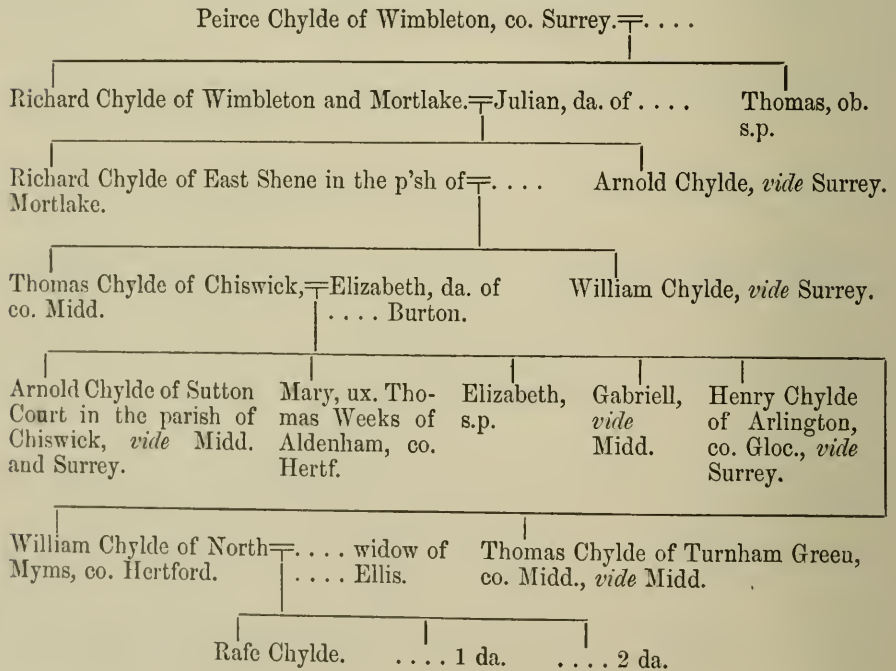 Peirce Chylde of Wimbleton, co. Surrey.=. . . .
Richard Chylde of Wimbleton and Mortlake.=Julian, da. of . . . . Thomas, ob.
s.p.
Richard Chylde of East Shene in the p'sh of=. . . . Arnold Chylde, vide Surrey.
Mortlake.
Thomas Chylde of Chiswick,=Elizabeth, da. of William Chylde, vide Surrey.
co. Midd. . . . . Burton.
Arnold Chylde of Sutton
Court in the parish of
Chiswick, vide Midd.
and Surrey.
Mary, ux. Tho-
mas Weeks of
Aldenham, co.
Hertf.
Elizabeth,
s.p.
Gabriell,
vide
Midd.
Henry Chylde
of Arlington,
co. Gloc., vide
Surrey.
William Chylde of North=. . . . widow of
Myms, co. Hertford. . . . . Ellis.
Thomas Chylde of Turnham Green,
co. Midd., vide Midd.
Rafe Chylde. . . . . 1 da. . . . . 2 da.